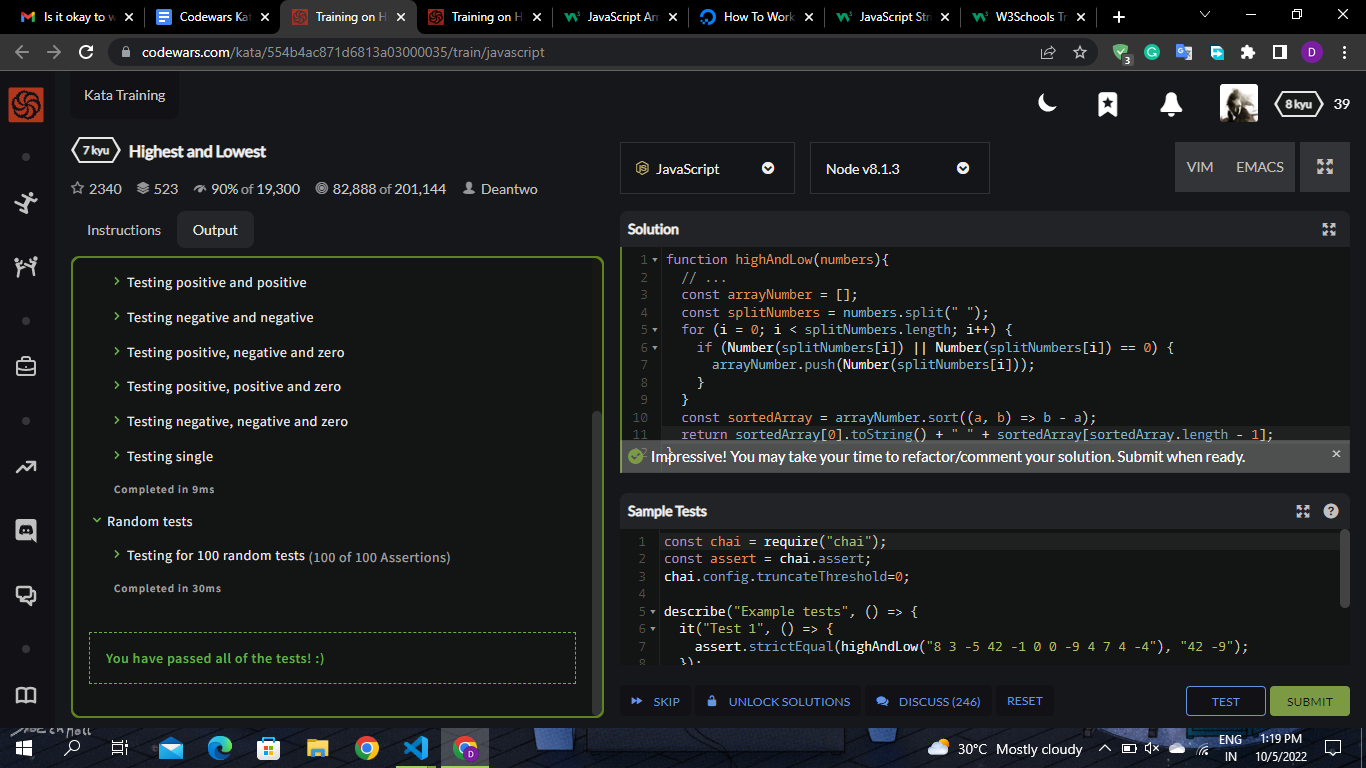 Is it okay to w
Codewars Kat
Training on H
Training on H
JavaScript Arr
How To Work
JavaScript Stri
W3Schools Tr
codewars.com/kata/554b4ac871d6813a03000035/train/javascript
3
D
Kata Training
8 kyu
39
7 kyu
Highest and Lowest
2340
523
90% of 19,300
82,888 of 201,144
Deantwo
JavaScript
Node v8.1.3
VIM
EMACS
Instructions
Output
Testing positive and positive
Testing negative and negative
Testing positive, negative and zero
Testing positive, positive and zero
Testing negative, negative and zero
Testing single
Completed in 9ms
Random tests
Testing for 100 random tests (100 of 100 Assertions)
Completed in 30ms
You have passed all of the tests! :)
Solution
1 function highAndLow(numbers){
2 // ...
3 const arrayNumber = [];
4 const splitNumbers = numbers.split(" ");
5 for (i = 0; i < splitNumbers.length; i++) {
6 if (Number(splitNumbers[i]) || Number(splitNumbers[i]) == 0) {
7 arrayNumber.push(Number(splitNumbers[i]));
8 }
9 }
10 const sortedArray = arrayNumber.sort((a, b) => b - a);
11 return sortedArray[0].toString() + " " + sortedArray[sortedArray.length - 1];
}
Impressive! You may take your time to refactor/comment your solution. Submit when ready.
Sample Tests
1 const chai = require("chai");
2 const assert = chai.assert;
3 chai.config.truncateThreshold=0;
4
5 describe("Example tests", () => {
6 it("Test 1", () => {
7 assert.strictEqual(highAndLow("8 3 -5 42 -1 0 0 -9 4 7 4 -4"), "42 -9");
8 });
SKIP
UNLOCK SOLUTIONS
DISCUSS (246)
RESET
TEST
SUBMIT
30°C Mostly cloudy
ENG
IN
1:19 PM
10/5/2022